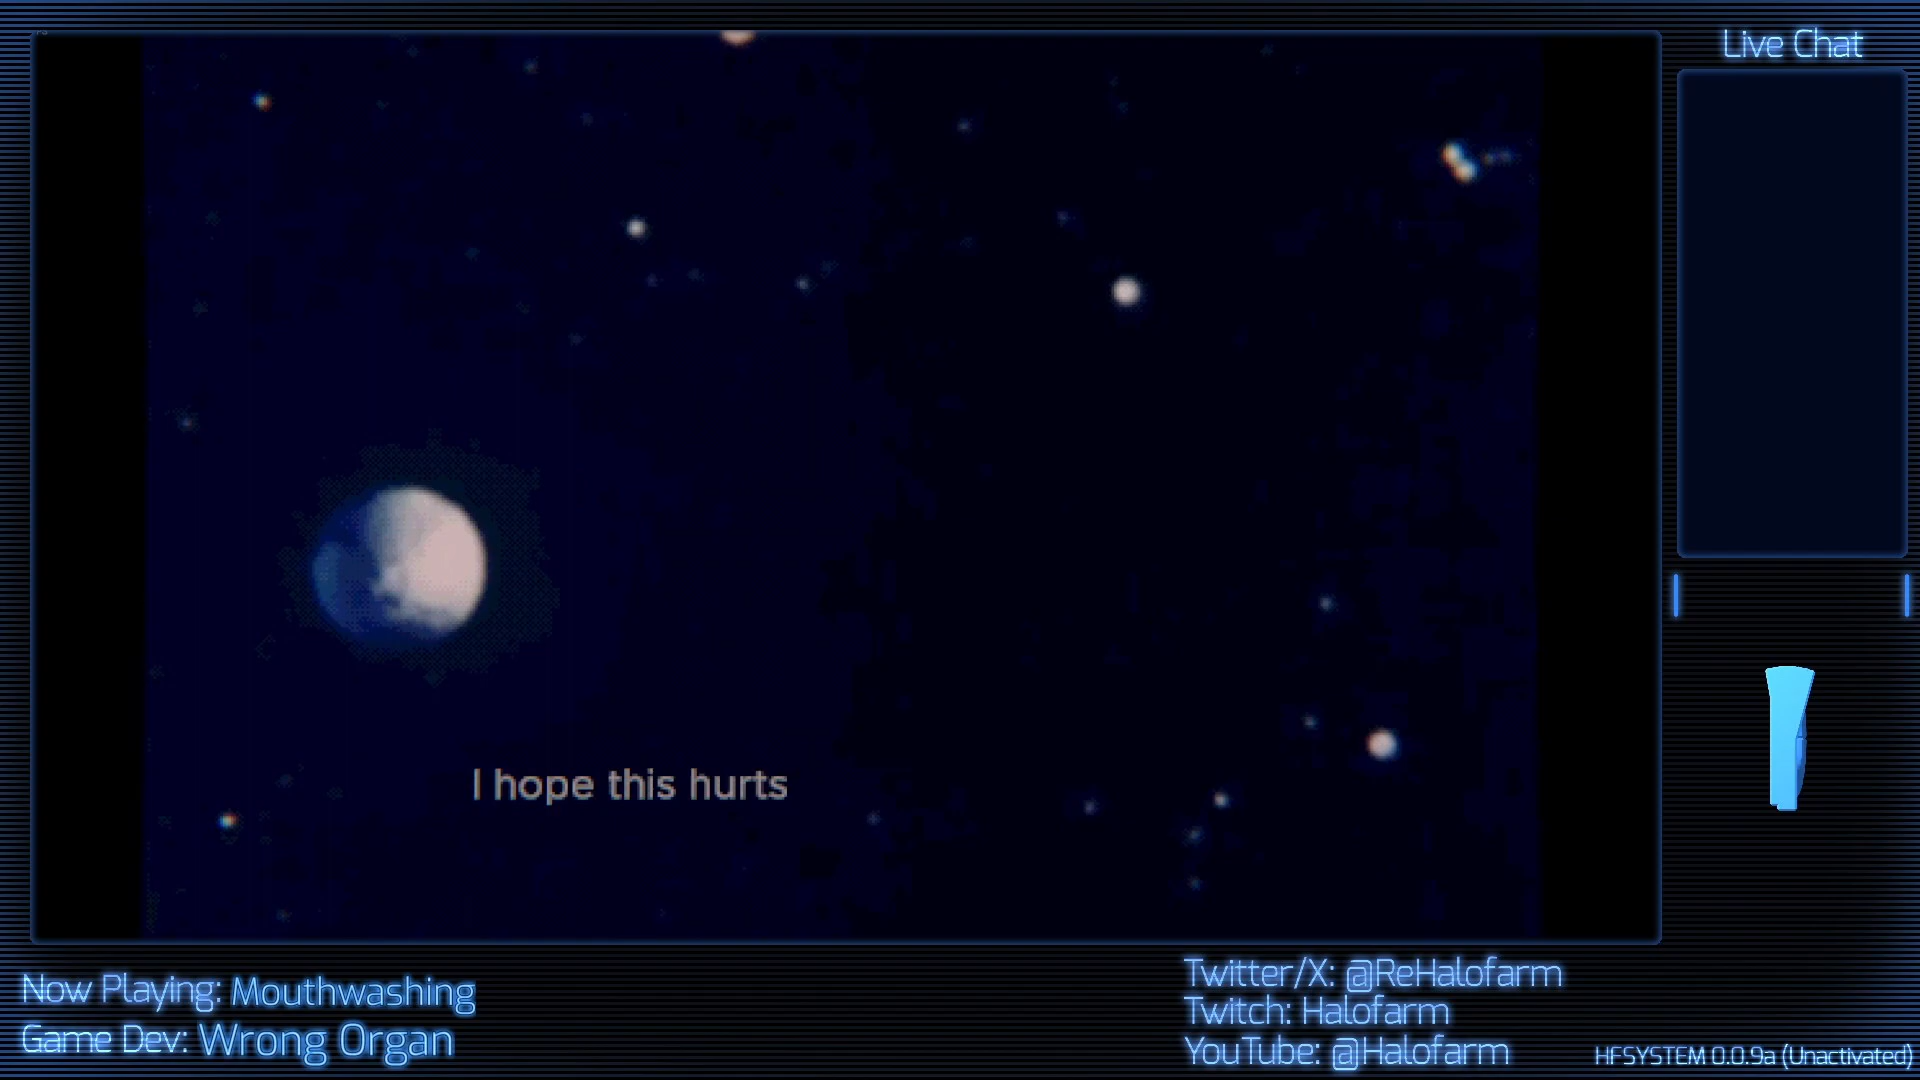 Live Chat
I hope this hurts
Now Playing: Mouthwashing
Game Dev: Wrong Organ
Twitter/X: @ReHalofarm
Twitch: Halofarm
YouTube: @Halofarm
HFSYSTEM 0.0.9a (Unactivated)